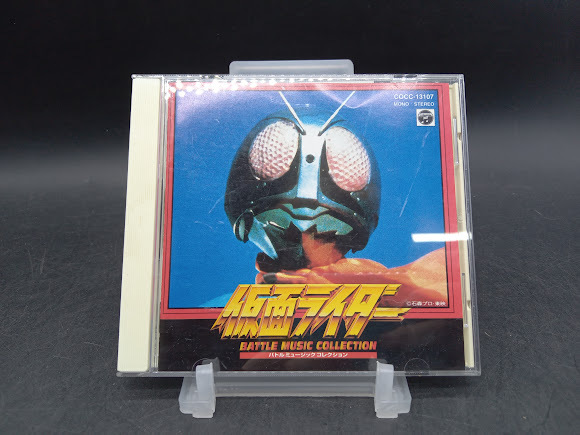 COCC-13107
MONO STEREO
©石森プロ・東映
仮面ライダー
BATTLE MUSIC COLLECTION
バトル ミュージック コレクション